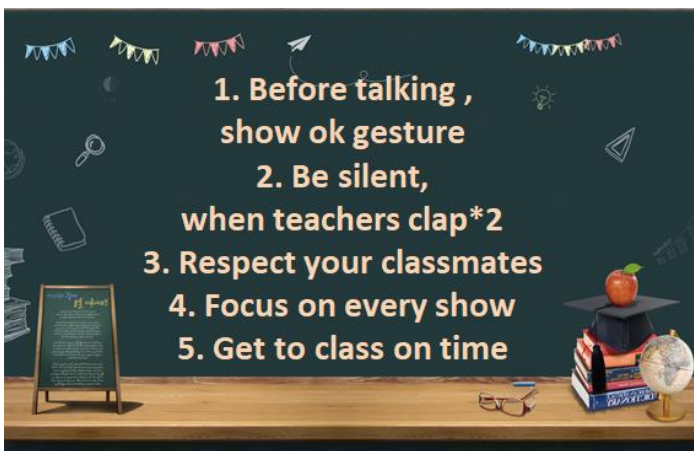 1. Before talking ,
show ok gesture
2. Be silent,
when teachers clap*2
3. Respect your classmates
4. Focus on every show
5. Get to class on time
DICTIONARY